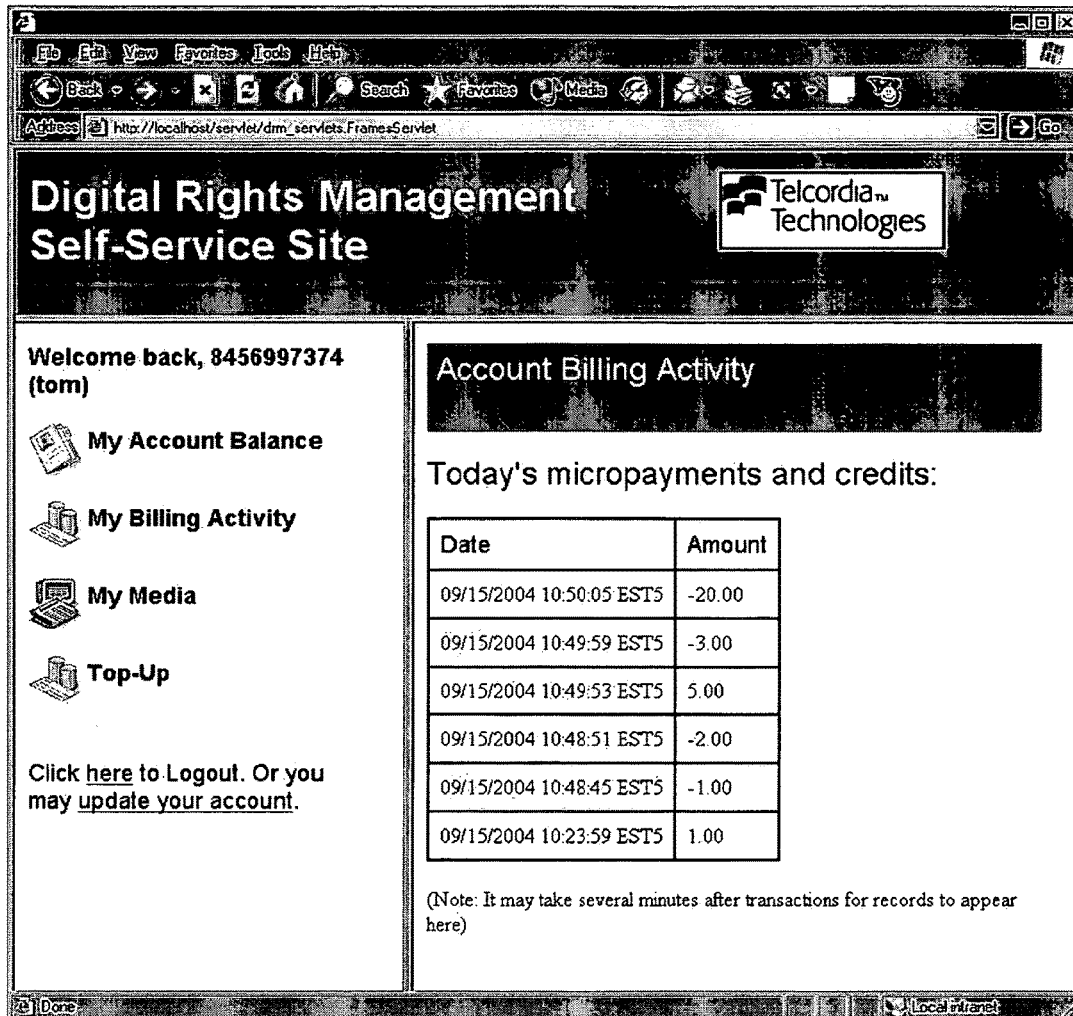 File Edit View Favorites Tools Help
Back Search Favorites Media
Address http://localhost/servlet/drm_servlets.FramesServlet Go
Digital Rights Management
Self-Service Site
Telcordia™
Technologies
Welcome back, 8456997374
(tom)
My Account Balance
My Billing Activity
My Media
Top-Up
Click here to Logout. Or you
may update your account.
Account Billing Activity
Today's micropayments and credits:
Date Amount
09/15/2004 10:50:05 EST5 -20.00
09/15/2004 10:49:59 EST5 -3.00
09/15/2004 10:49:53 EST5 5.00
09/15/2004 10:48:51 EST5 -2.00
09/15/2004 10:48:45 EST5 -1.00
09/15/2004 10:23:59 EST5 1.00
(Note: It may take several minutes after transactions for records to appear
here)
Done Local intranet